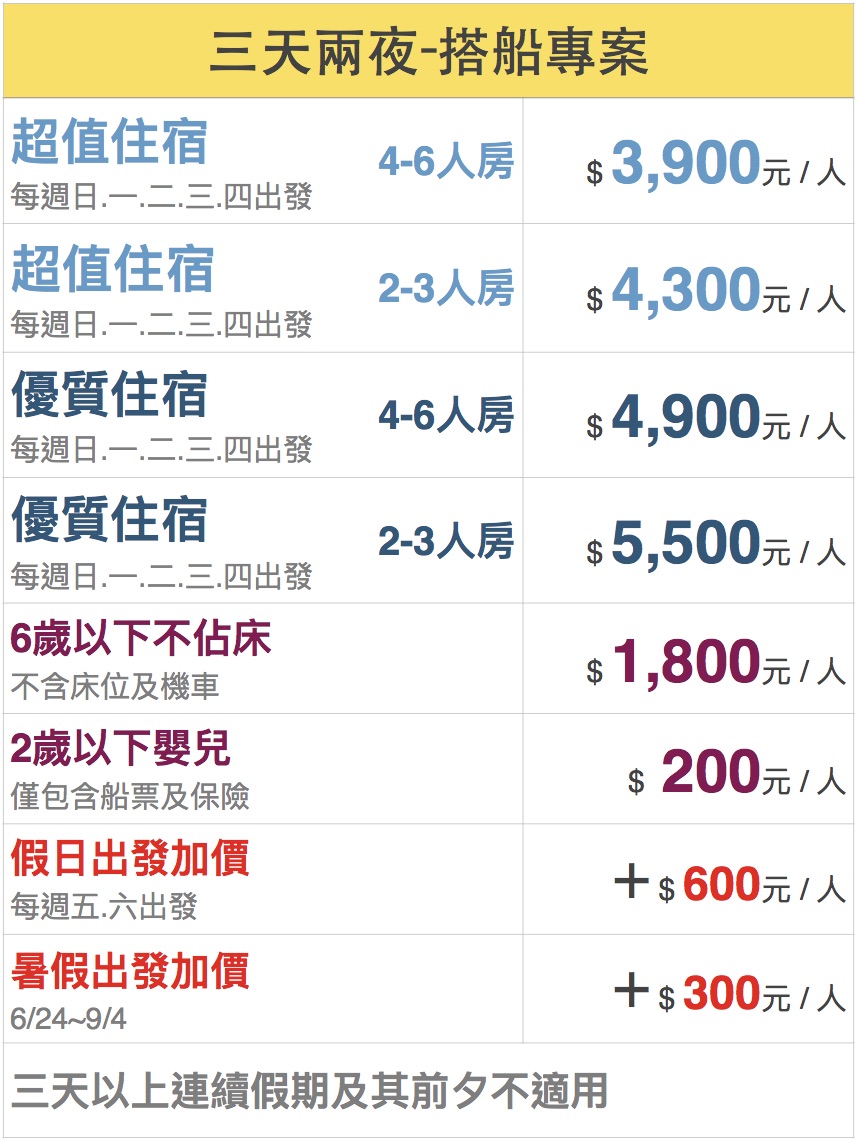 三天兩夜-搭船專案
超值住宿 4-6人房 $3,900元 / 人
每週日.一.二.三.四出發
超值住宿 2-3人房 $4,300元 / 人
每週日.一.二.三.四出發
優質住宿 4-6人房 $4,900元 / 人
每週日.一.二.三.四出發
優質住宿 2-3人房 $5,500元 / 人
每週日.一.二.三.四出發
6歲以下不佔床 $1,800元 / 人
不含床位及機車
2歲以下嬰兒 $ 200元 / 人
僅包含船票及保險
假日出發加價 +$600元 / 人
每週五.六出發
暑假出發加價 +$300元 / 人
6/24~9/4
三天以上連續假期及其前夕不適用